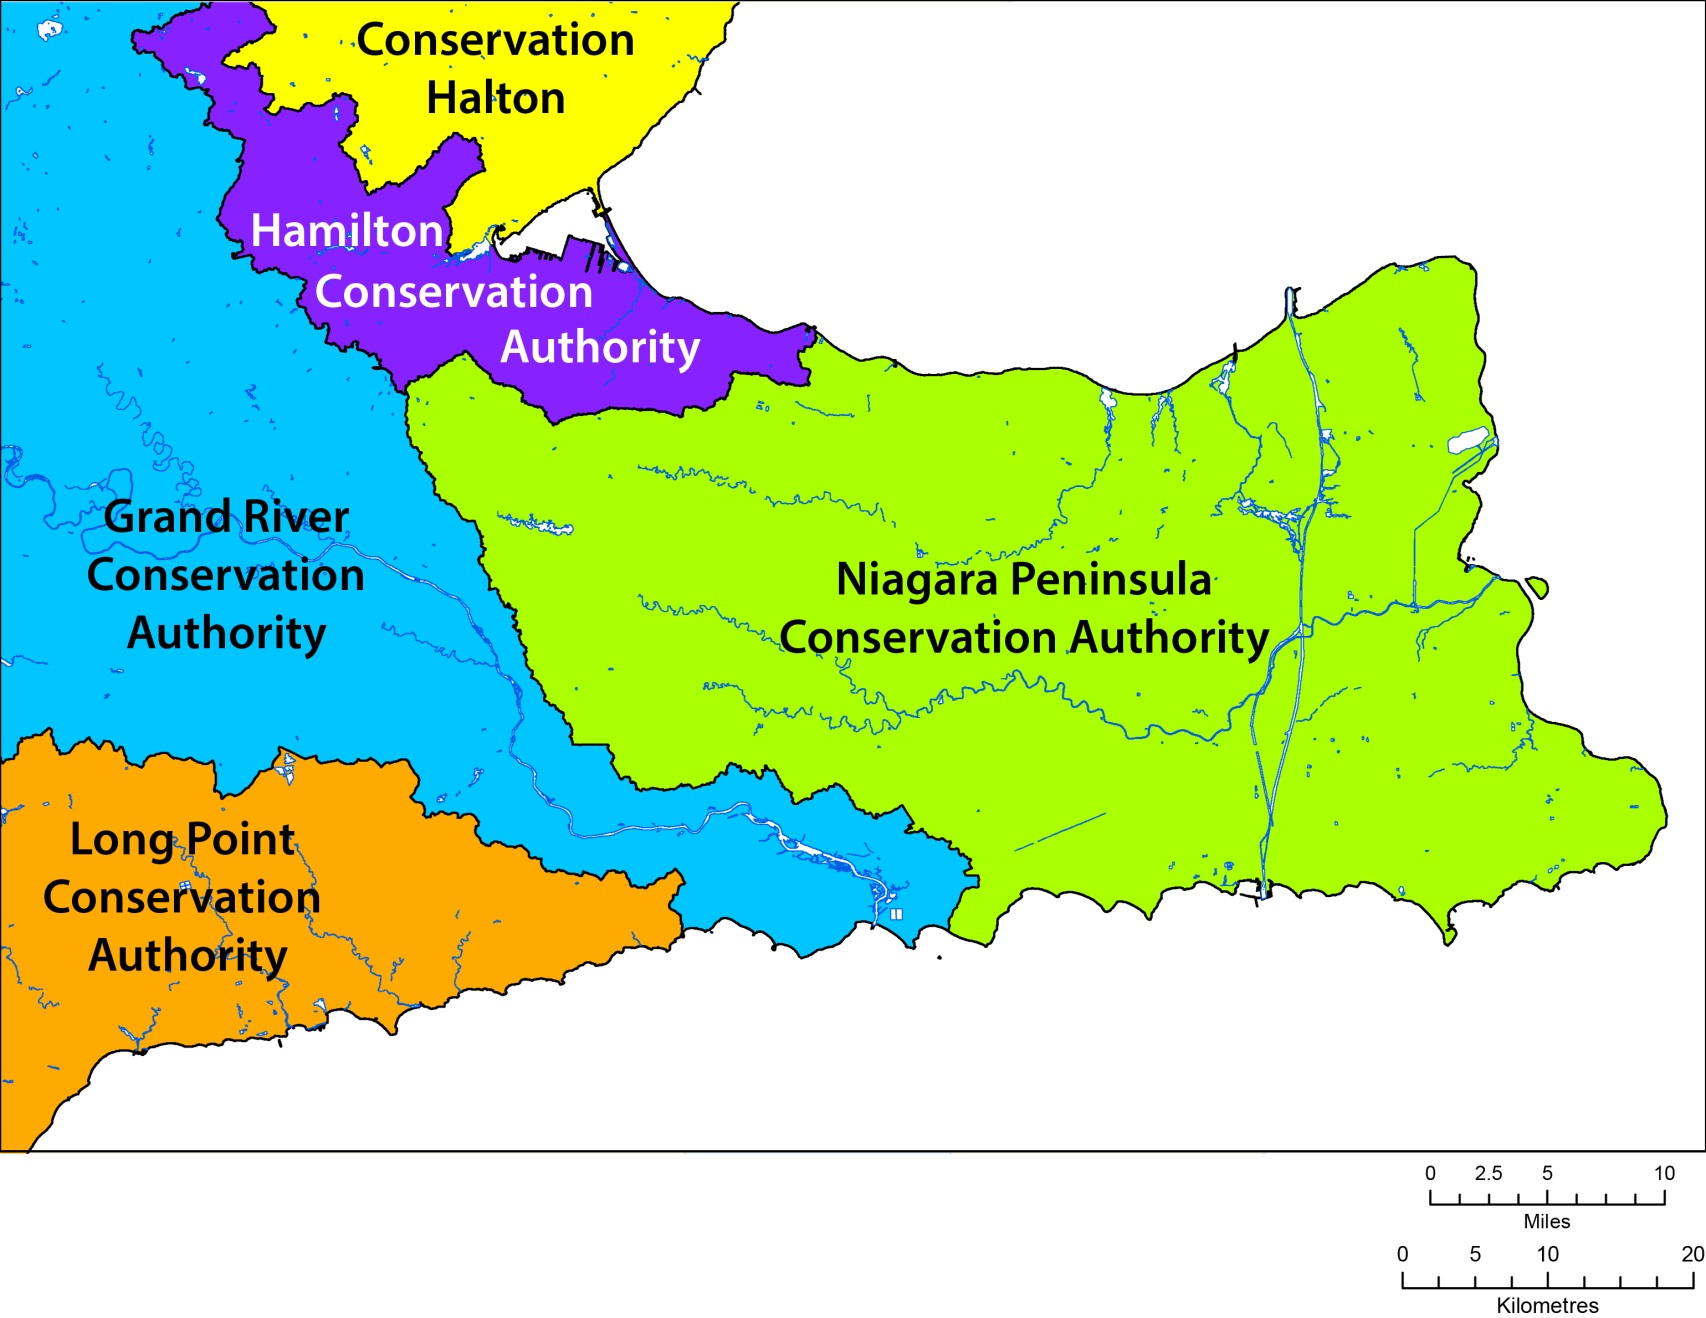 Conservation
Halton
Hamilton
Conservation
Authority
Grand River
Conservation
Authority
Niagara Peninsula
Conservation Authority
Long Point
Conservation
Authority
0 2.5 5 10
Miles
0 5 10 20
Kilometres